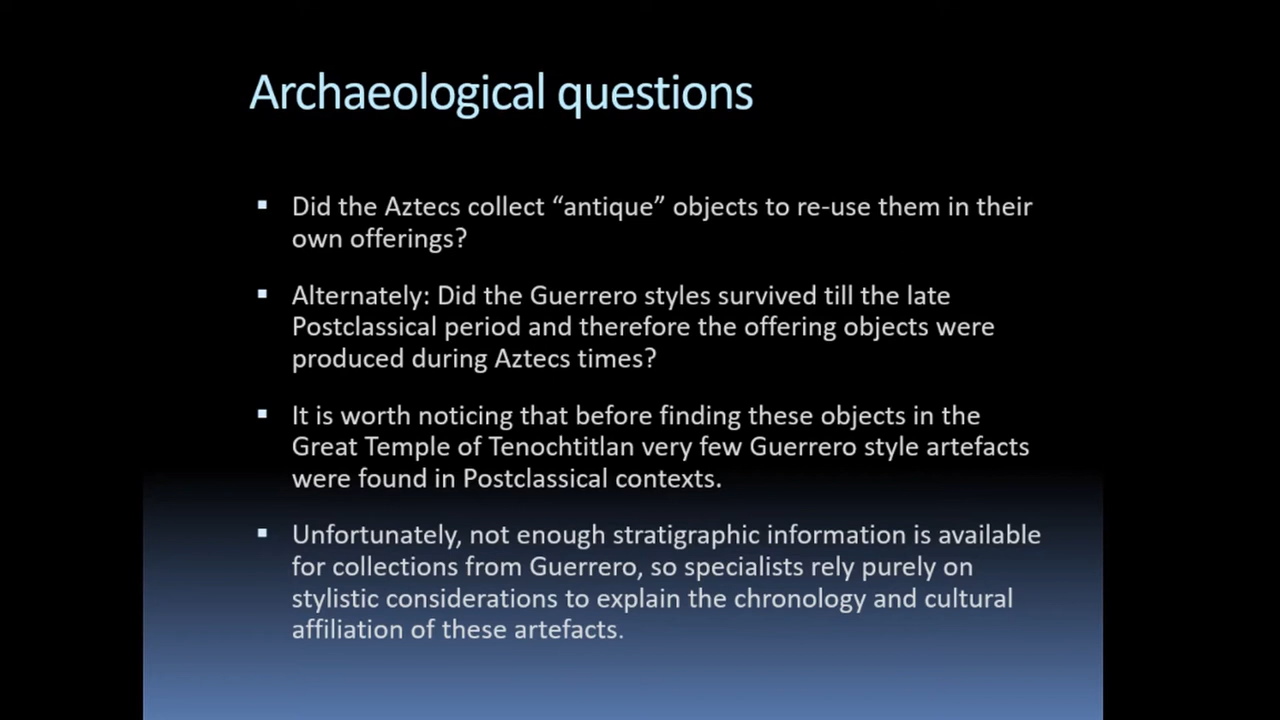 Archaeological questions
▪ Did the Aztecs collect “antique” objects to re-use them in their
own offerings?
▪ Alternately: Did the Guerrero styles survived till the late
Postclassical period and therefore the offering objects were
produced during Aztecs times?
▪ It is worth noticing that before finding these objects in the
Great Temple of Tenochtitlan very few Guerrero style artefacts
were found in Postclassical contexts.
▪ Unfortunately, not enough stratigraphic information is available
for collections from Guerrero, so specialists rely purely on
stylistic considerations to explain the chronology and cultural
affiliation of these artefacts.